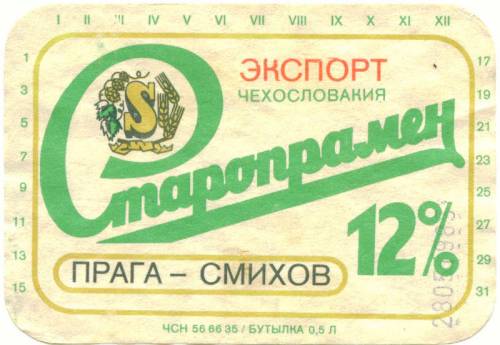 I II III IV V VI VII VIII IX X XI XII
1
3
5
7
9
11
13
15
17
19
21
23
25
27
29
31
S
ЭКСПОРТ
ЧЕХОСЛОВАКИЯ
Старопрамен
12%
ПРАГА – СМИХОВ
ЧСН 56 66 35 / БУТЫЛКА 0,5 Л